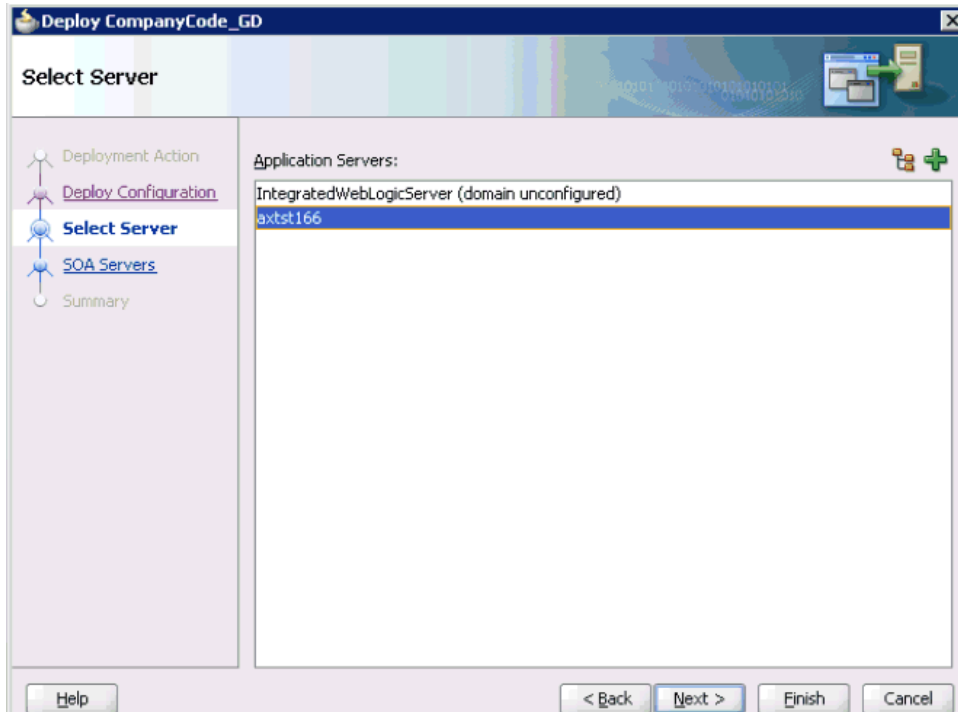 Deploy CompanyCode_GD
Select Server
Deployment Action
Deploy Configuration
Select Server
SOA Servers
Summary
Application Servers:
IntegratedWebLogicServer (domain unconfigured)
axtst166
Help
< Back
Next >
Finish
Cancel